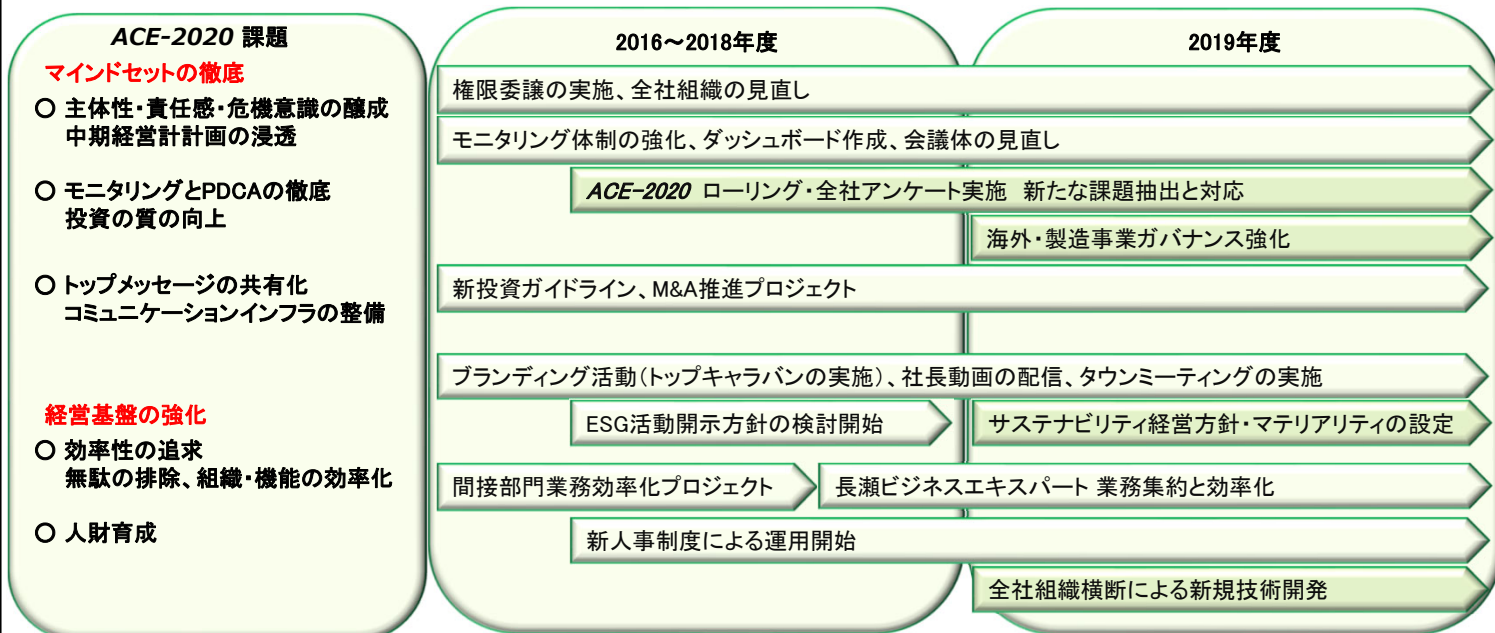 ACE-2020 課題
マインドセットの徹底
○ 主体性・責任感・危機意識の醸成
中期経営計計画の浸透
○ モニタリングとPDCAの徹底
投資の質の向上
○ トップメッセージの共有化
コミュニケーションインフラの整備
経営基盤の強化
○ 効率性の追求
無駄の排除、組織・機能の効率化
○ 人財育成
2016～2018年度
2019年度
権限委譲の実施、全社組織の見直し
モニタリング体制の強化、ダッシュボード作成、会議体の見直し
ACE-2020 ローリング・全社アンケート実施 新たな課題抽出と対応
海外・製造事業ガバナンス強化
新投資ガイドライン、M&A推進プロジェクト
ブランディング活動（トップキャラバンの実施）、社長動画の配信、タウンミーティングの実施
ESG活動開示方針の検討開始
サステナビリティ経営方針・マテリアリティの設定
間接部門業務効率化プロジェクト
長瀬ビジネスエキスパート 業務集約と効率化
新人事制度による運用開始
全社組織横断による新規技術開発